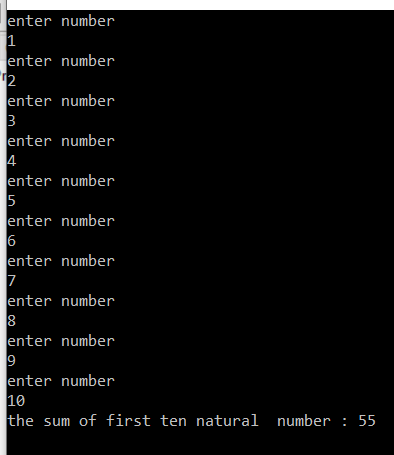 enter number
1
enter number
2
enter number
3
enter number
4
enter number
5
enter number
6
enter number
7
enter number
8
enter number
9
enter number
10
the sum of first ten natural  number : 55